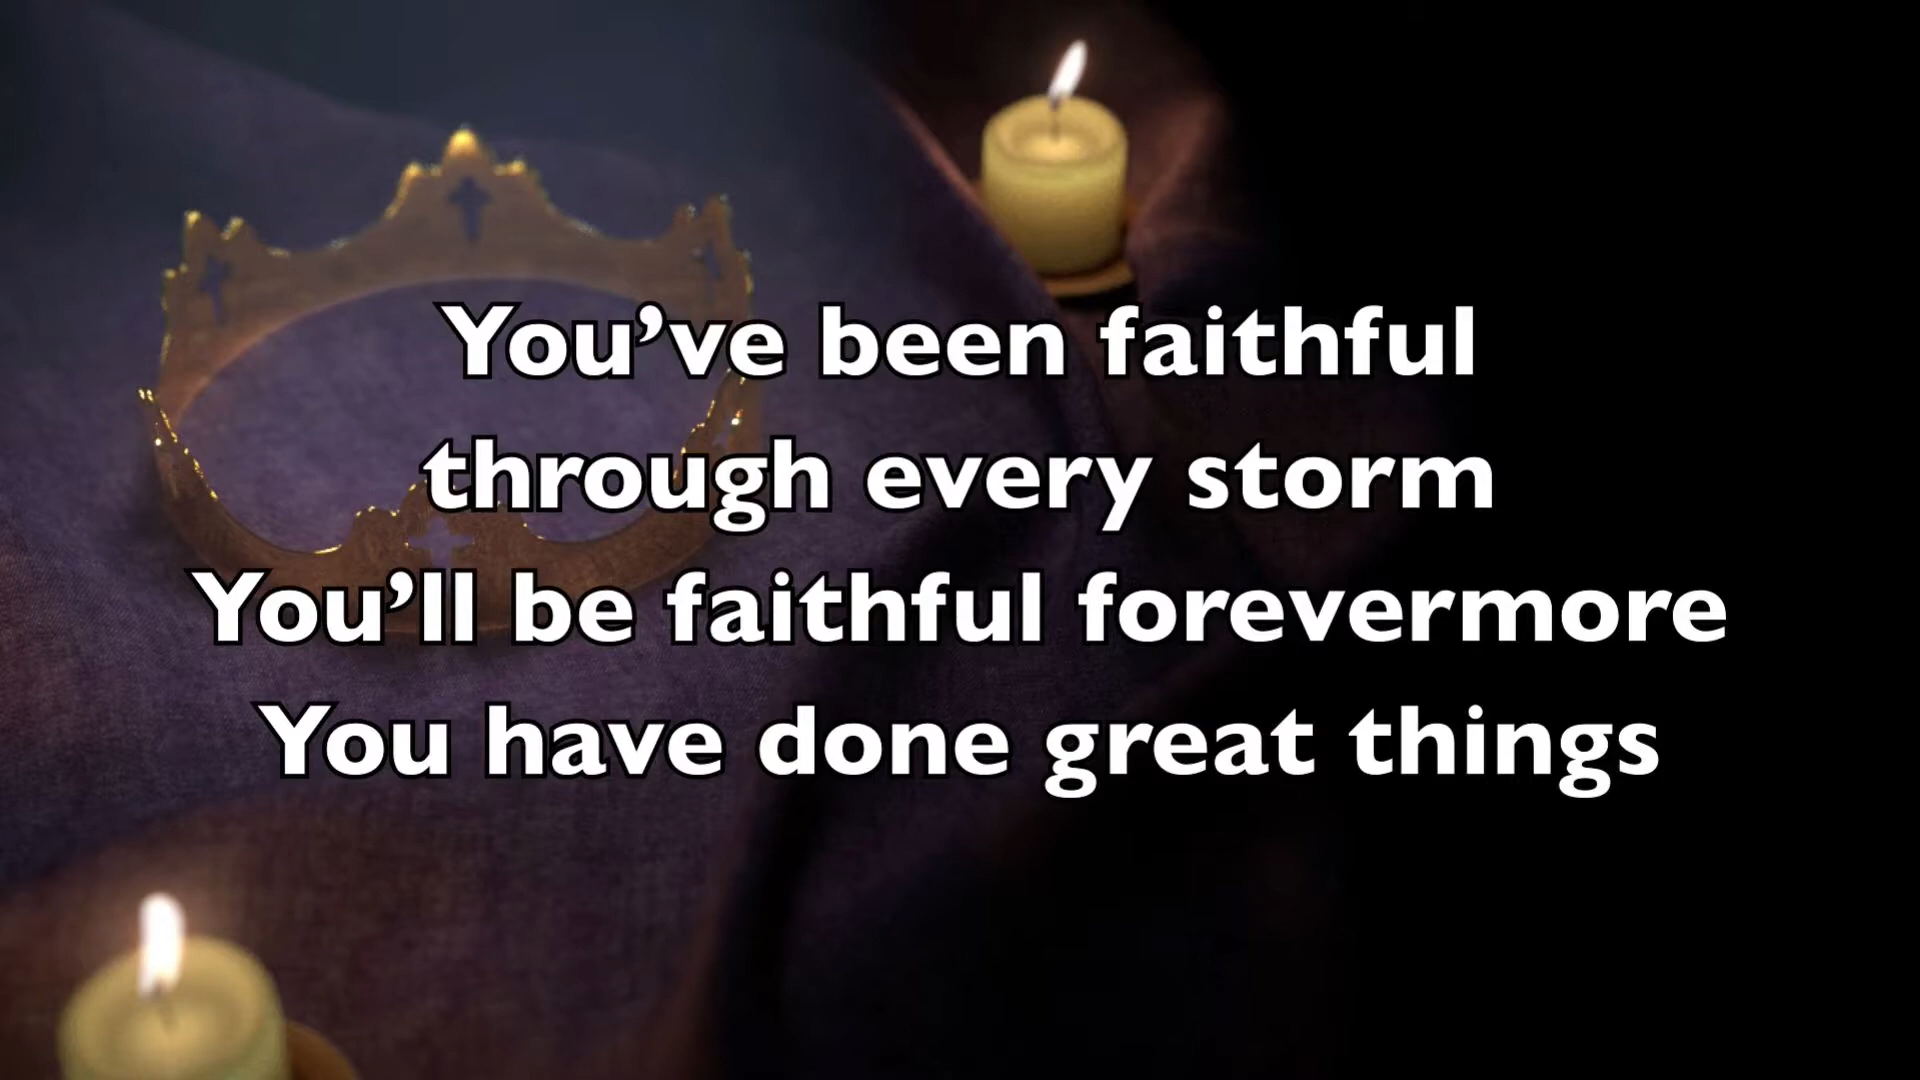 You’ve been faithful
through every storm
You’ll be faithful forevermore
You have done great things